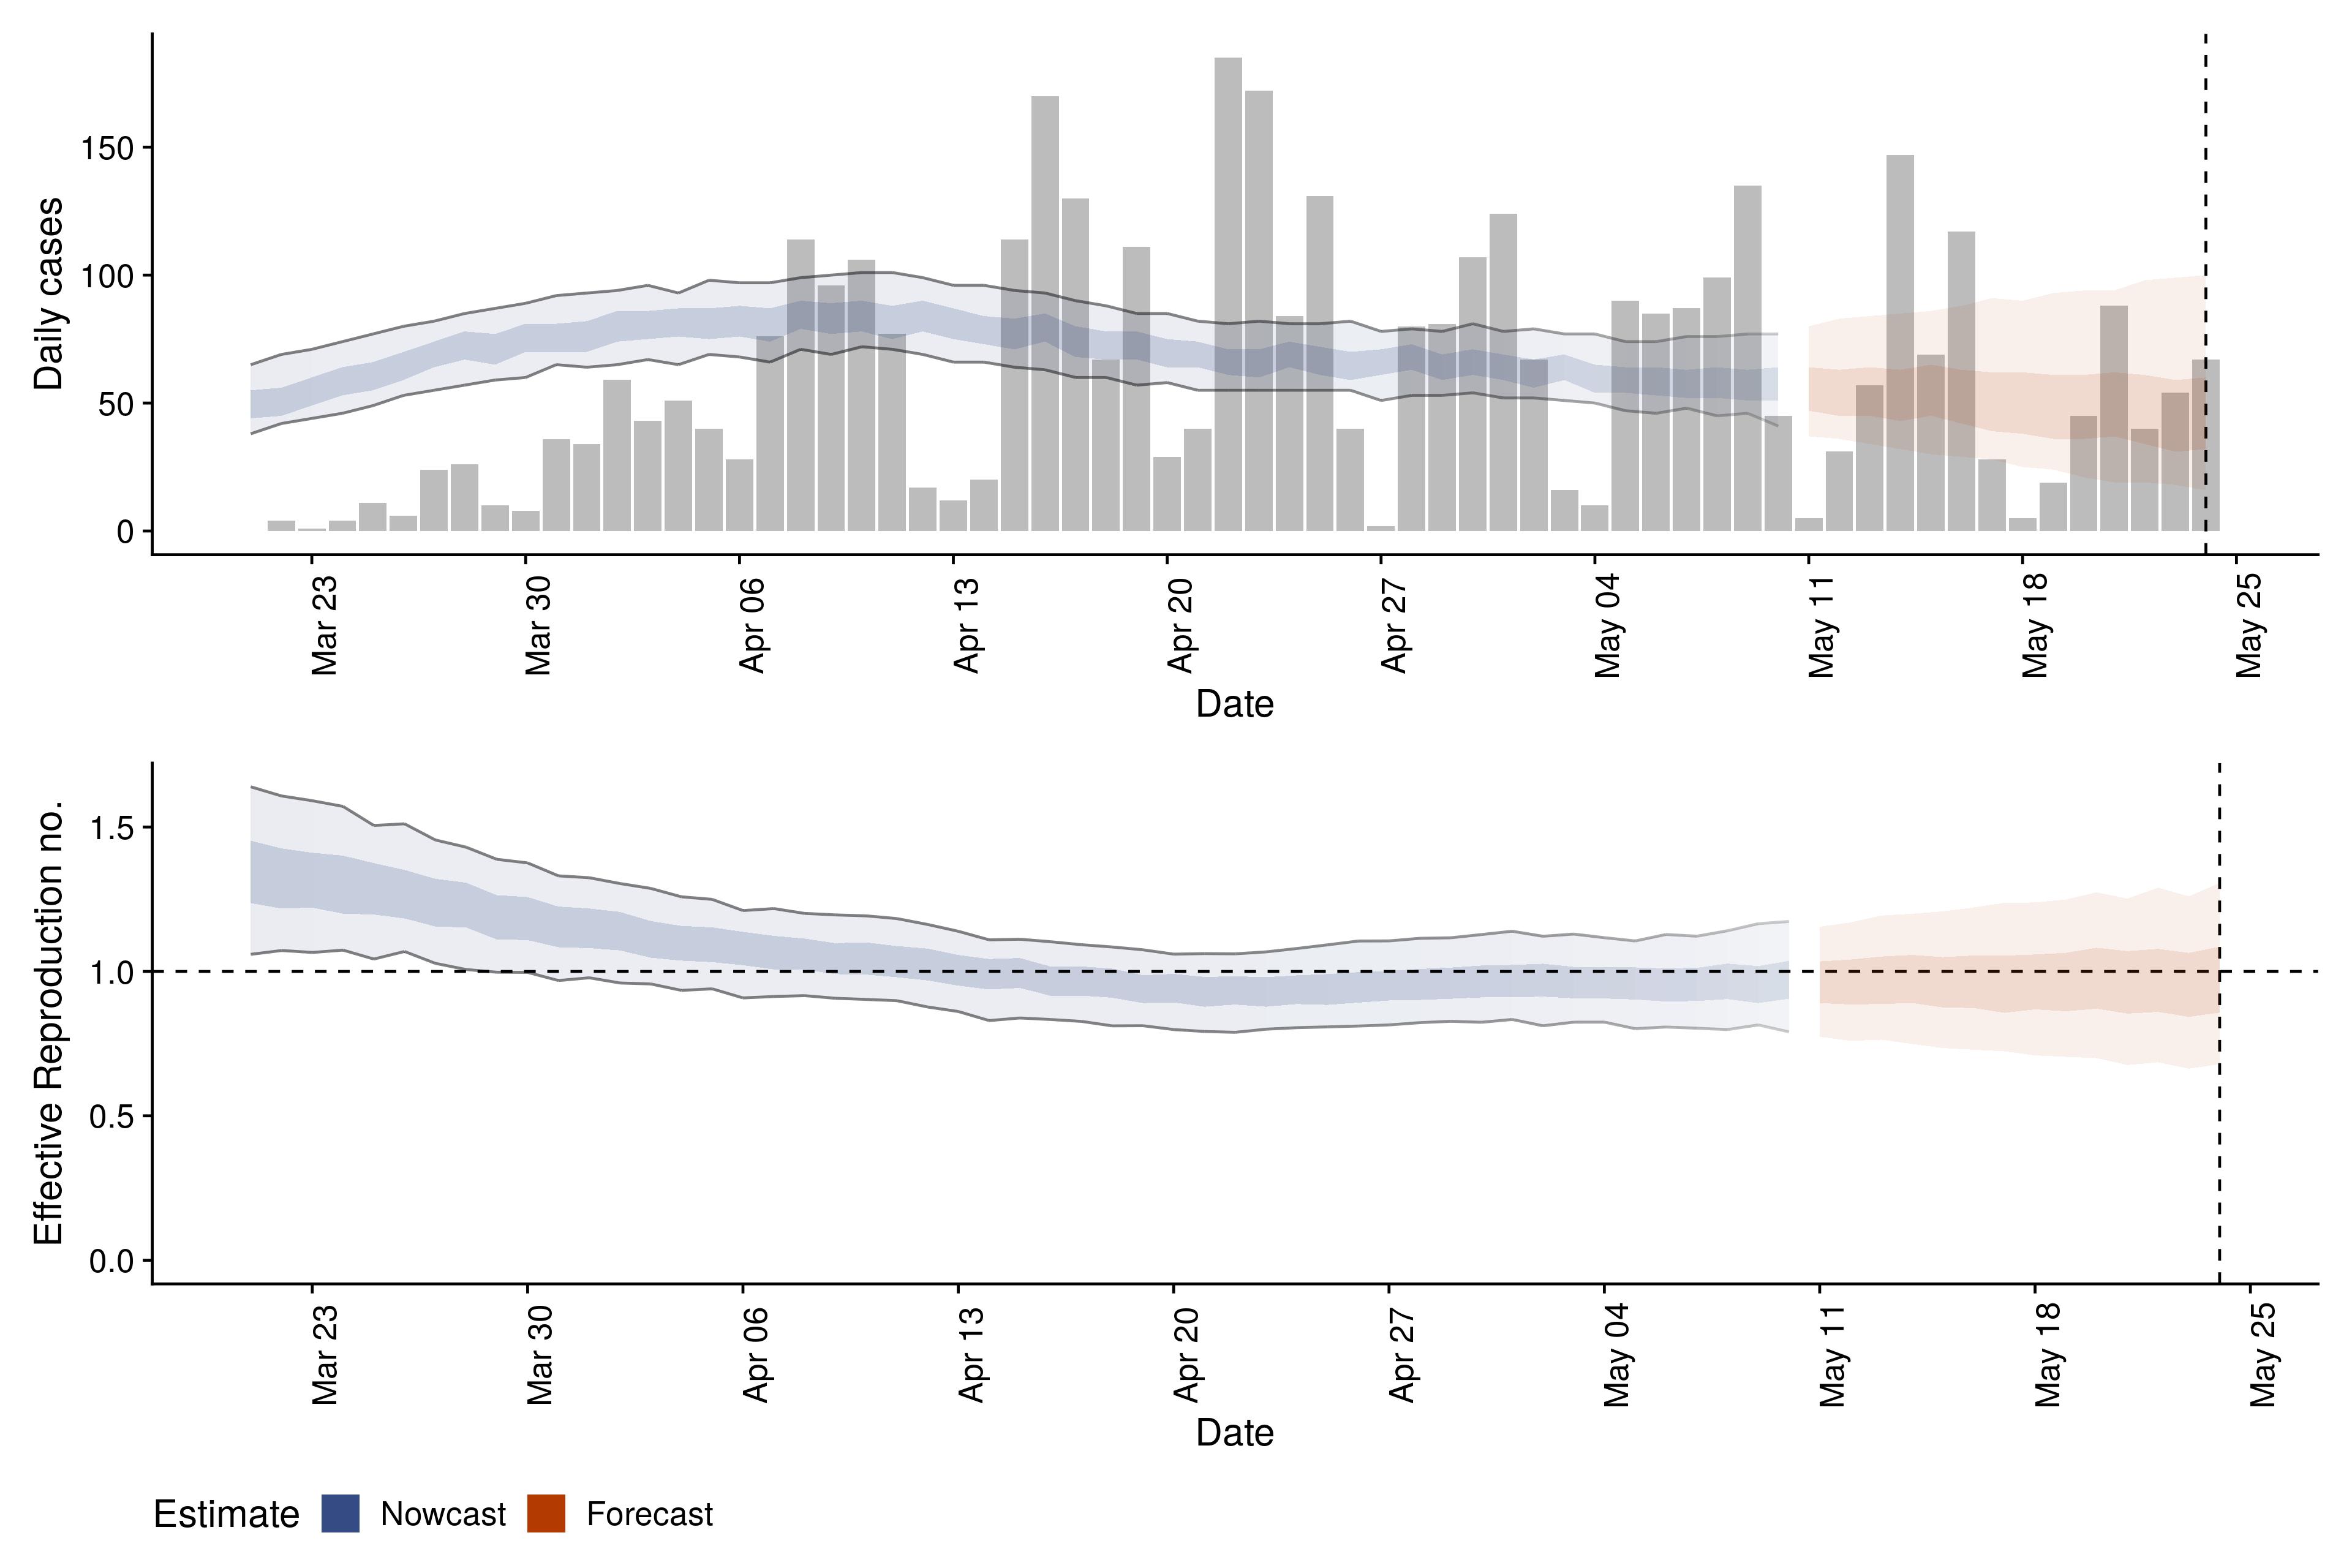 Daily cases
150
100
50
0
Mar 23
Mar 30
Apr 06
Apr 13
Apr 20
Apr 27
May 04
May 11
May 18
May 25
Date
Effective Reproduction no.
1.5
1.0
0.5
0.0
Mar 23
Mar 30
Apr 06
Apr 13
Apr 20
Apr 27
May 04
May 11
May 18
May 25
Date
Estimate Nowcast Forecast